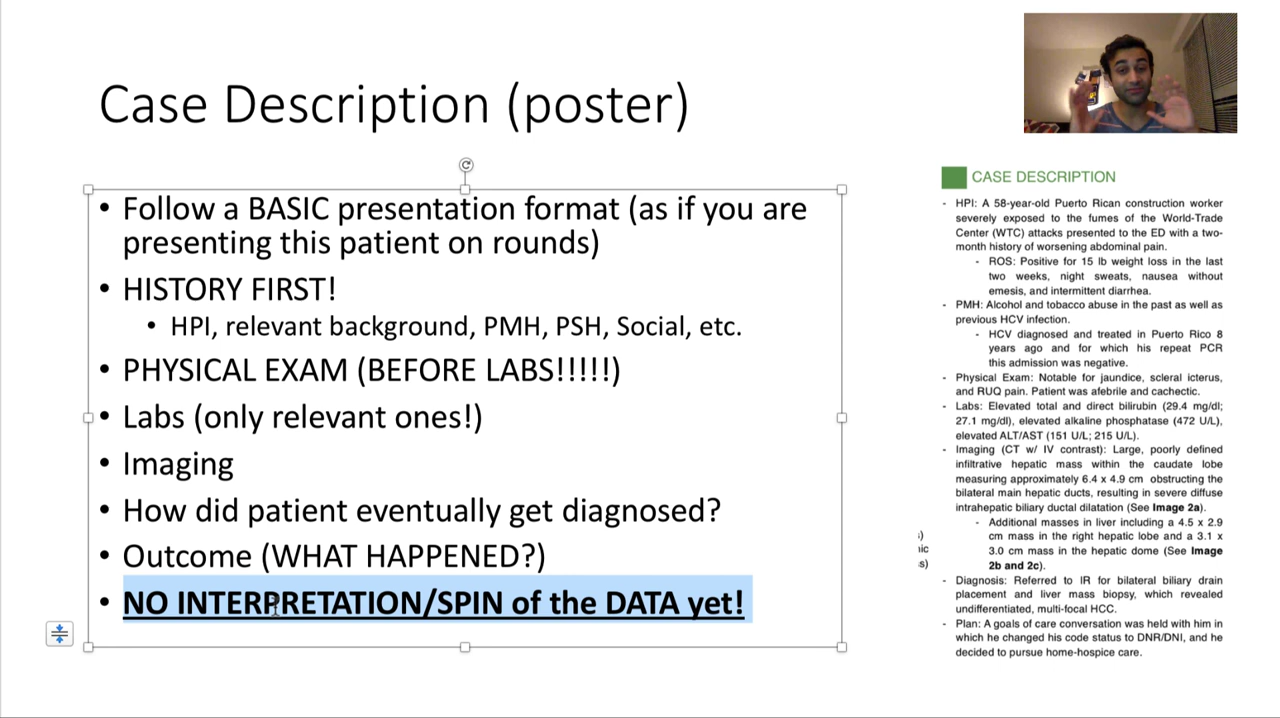 Case Description (poster)
• Follow a BASIC presentation format (as if you are
presenting this patient on rounds)
• HISTORY FIRST!
• HPI, relevant background, PMH, PSH, Social, etc.
• PHYSICAL EXAM (BEFORE LABS!!!!!)
• Labs (only relevant ones!)
• Imaging
• How did patient eventually get diagnosed?
• Outcome (WHAT HAPPENED?)
• NO INTERPRETATION/SPIN of the DATA yet!
CASE DESCRIPTION
- HPI: A 58-year-old Puerto Rican construction worker
severely exposed to the fumes of the World-Trade
Center (WTC) attacks presented to the ED with a two-
month history of worsening abdominal pain.
- ROS: Positive for 15 lb weight loss in the last
two weeks, night sweats, nausea without
emesis, and intermittent diarrhea.
- PMH: Alcohol and tobacco abuse in the past as well as
previous HCV infection.
- HCV diagnosed and treated in Puerto Rico 8
years ago and for which his repeat PCR
this admission was negative.
- Physical Exam: Notable for jaundice, scleral icterus,
and RUQ pain. Patient was afebrile and cachectic.
- Labs: Elevated total and direct bilirubin (29.4 mg/dl;
27.1 mg/dl), elevated alkaline phosphatase (472 U/L),
elevated ALT/AST (151 U/L; 215 U/L).
- Imaging (CT w/ IV contrast): Large, poorly defined
infiltrative hepatic mass within the caudate lobe
measuring approximately 6.4 x 4.9 cm obstructing the
bilateral main hepatic ducts, resulting in severe diffuse
intrahepatic biliary ductal dilatation (See Image 2a).
- Additional masses in liver including a 4.5 x 2.9
cm mass in the right hepatic lobe and a 3.1 x
3.0 cm mass in the hepatic dome (See Image
2b and 2c).
- Diagnosis: Referred to IR for bilateral biliary drain
placement and liver mass biopsy, which revealed
undifferentiated, multi-focal HCC.
- Plan: A goals of care conversation was held with him in
which he changed his code status to DNR/DNI, and he
decided to pursue home-hospice care.